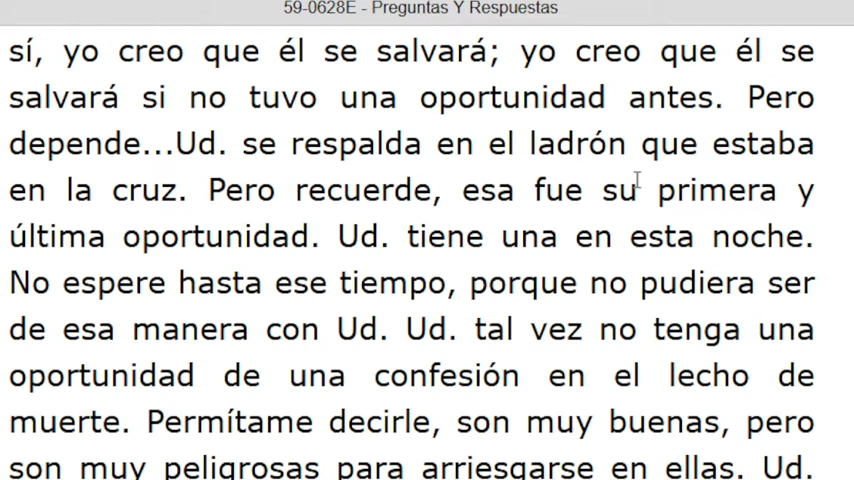 59-0628E - Preguntas Y Respuestas
sí, yo creo que él se salvará; yo creo que él se
salvará si no tuvo una oportunidad antes. Pero
depende...Ud. se respalda en el ladrón que estaba
en la cruz. Pero recuerde, esa fue su primera y
última oportunidad. Ud. tiene una en esta noche.
No espere hasta ese tiempo, porque no pudiera ser
de esa manera con Ud. Ud. tal vez no tenga una
oportunidad de una confesión en el lecho de
muerte. Permítame decirle, son muy buenas, pero
son muy peligrosas para arriesgarse en ellas. Ud.